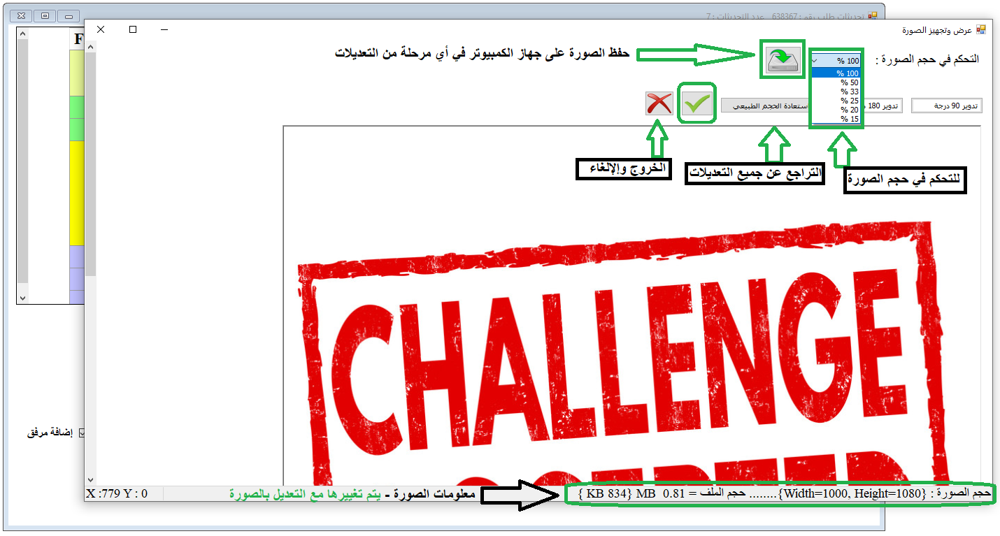 تحديثات طلب رقم : 638367 عدد التحديثات : 7
عرض وتجهيز الصورة
F
التحكم في حجم الصورة :
100 %
حفظ الصورة على جهاز الكمبيوتر في أي مرحلة من التعديلات
100 %
50 %
33 %
25 %
20 %
15 %
تدوير 90 درجة
تدوير 180
ستعادة الحجم الطبيعي
للتحكم في حجم الصورة
التراجع عن جميع التعديلات
الخروج والإلغاء
CHALLENGE
إضافة مرفق
حجم الصورة : {Width=1000, Height=1080}........ حجم الملف = 0.81 MB {834 KB }
معلومات الصورة - يتم تغييرها مع التعديل بالصورة
X :779 Y : 0